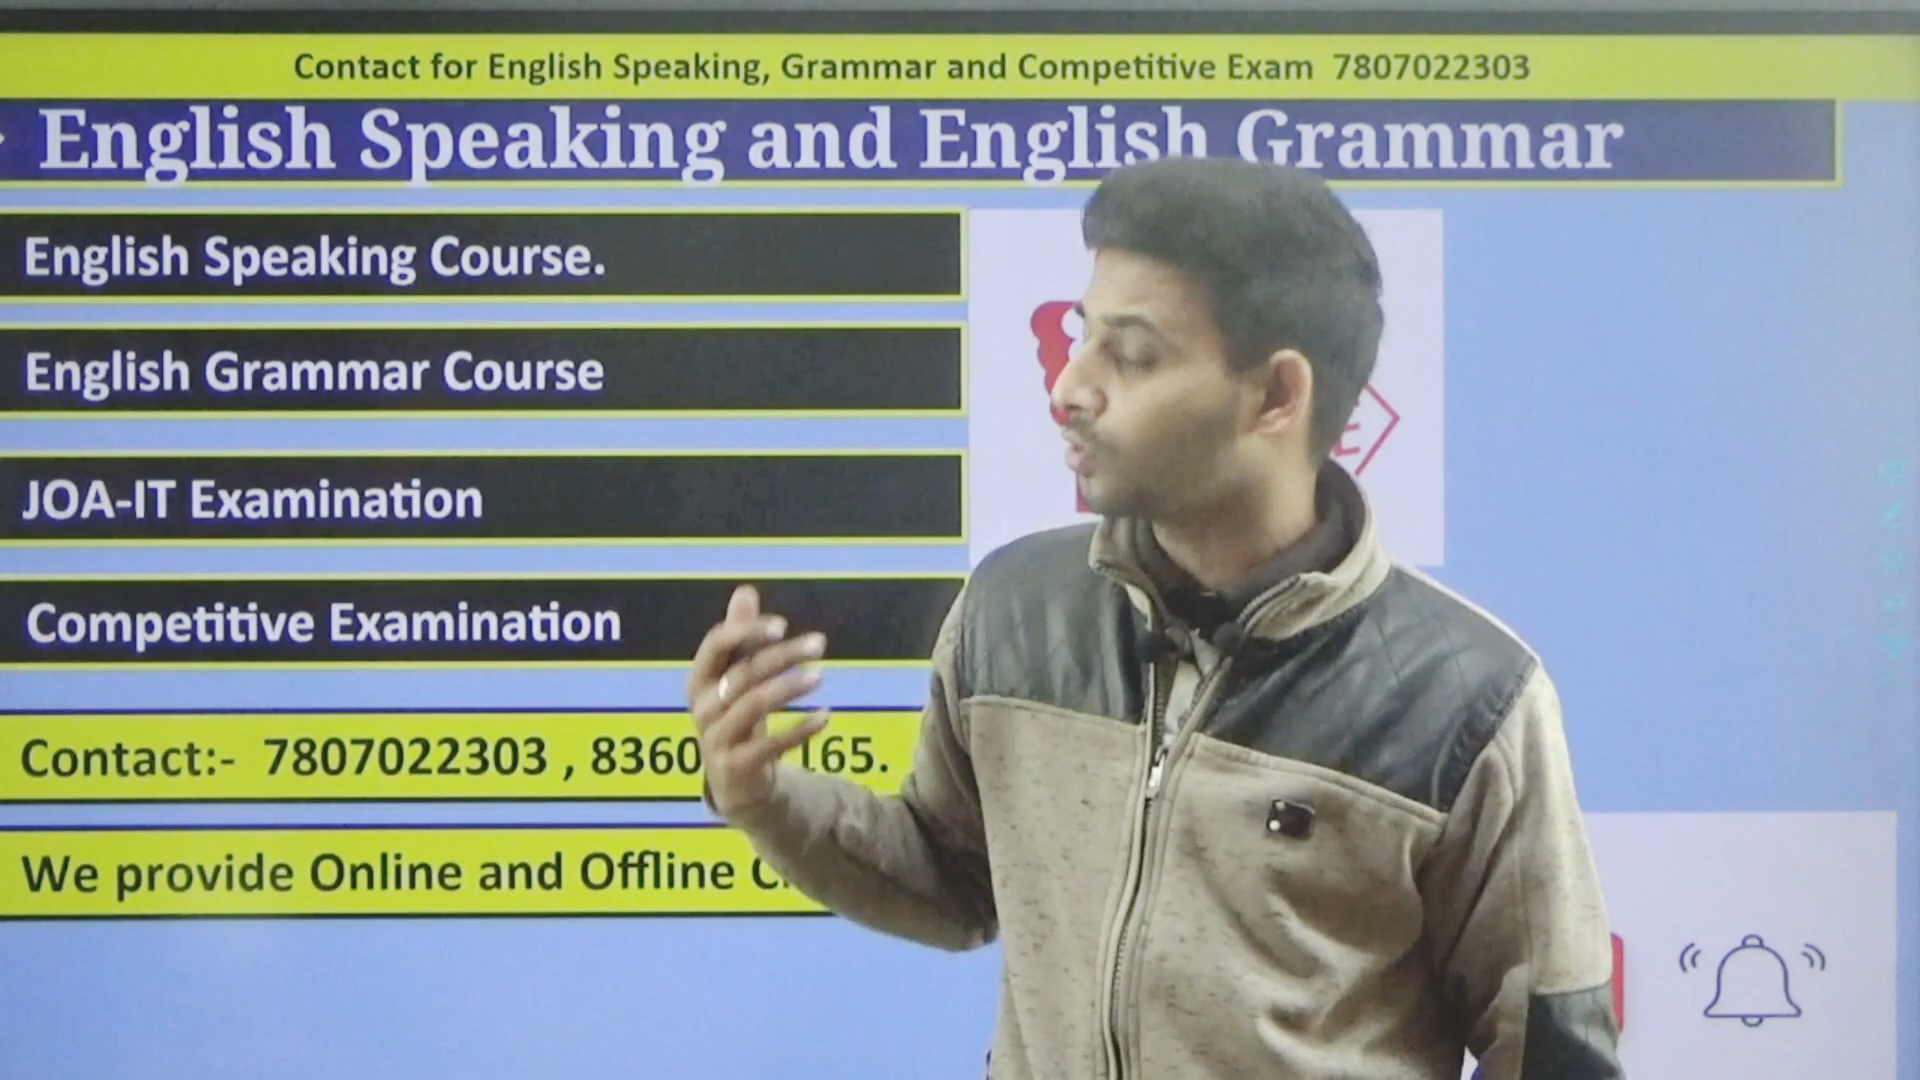 Contact for English Speaking, Grammar and Competitive Exam 7807022303
English Speaking and English Grammar
English Speaking Course.
English Grammar Course
JOA-IT Examination
Competitive Examination
Contact:- 7807022303 , 8360 165.
We provide Online and Offline